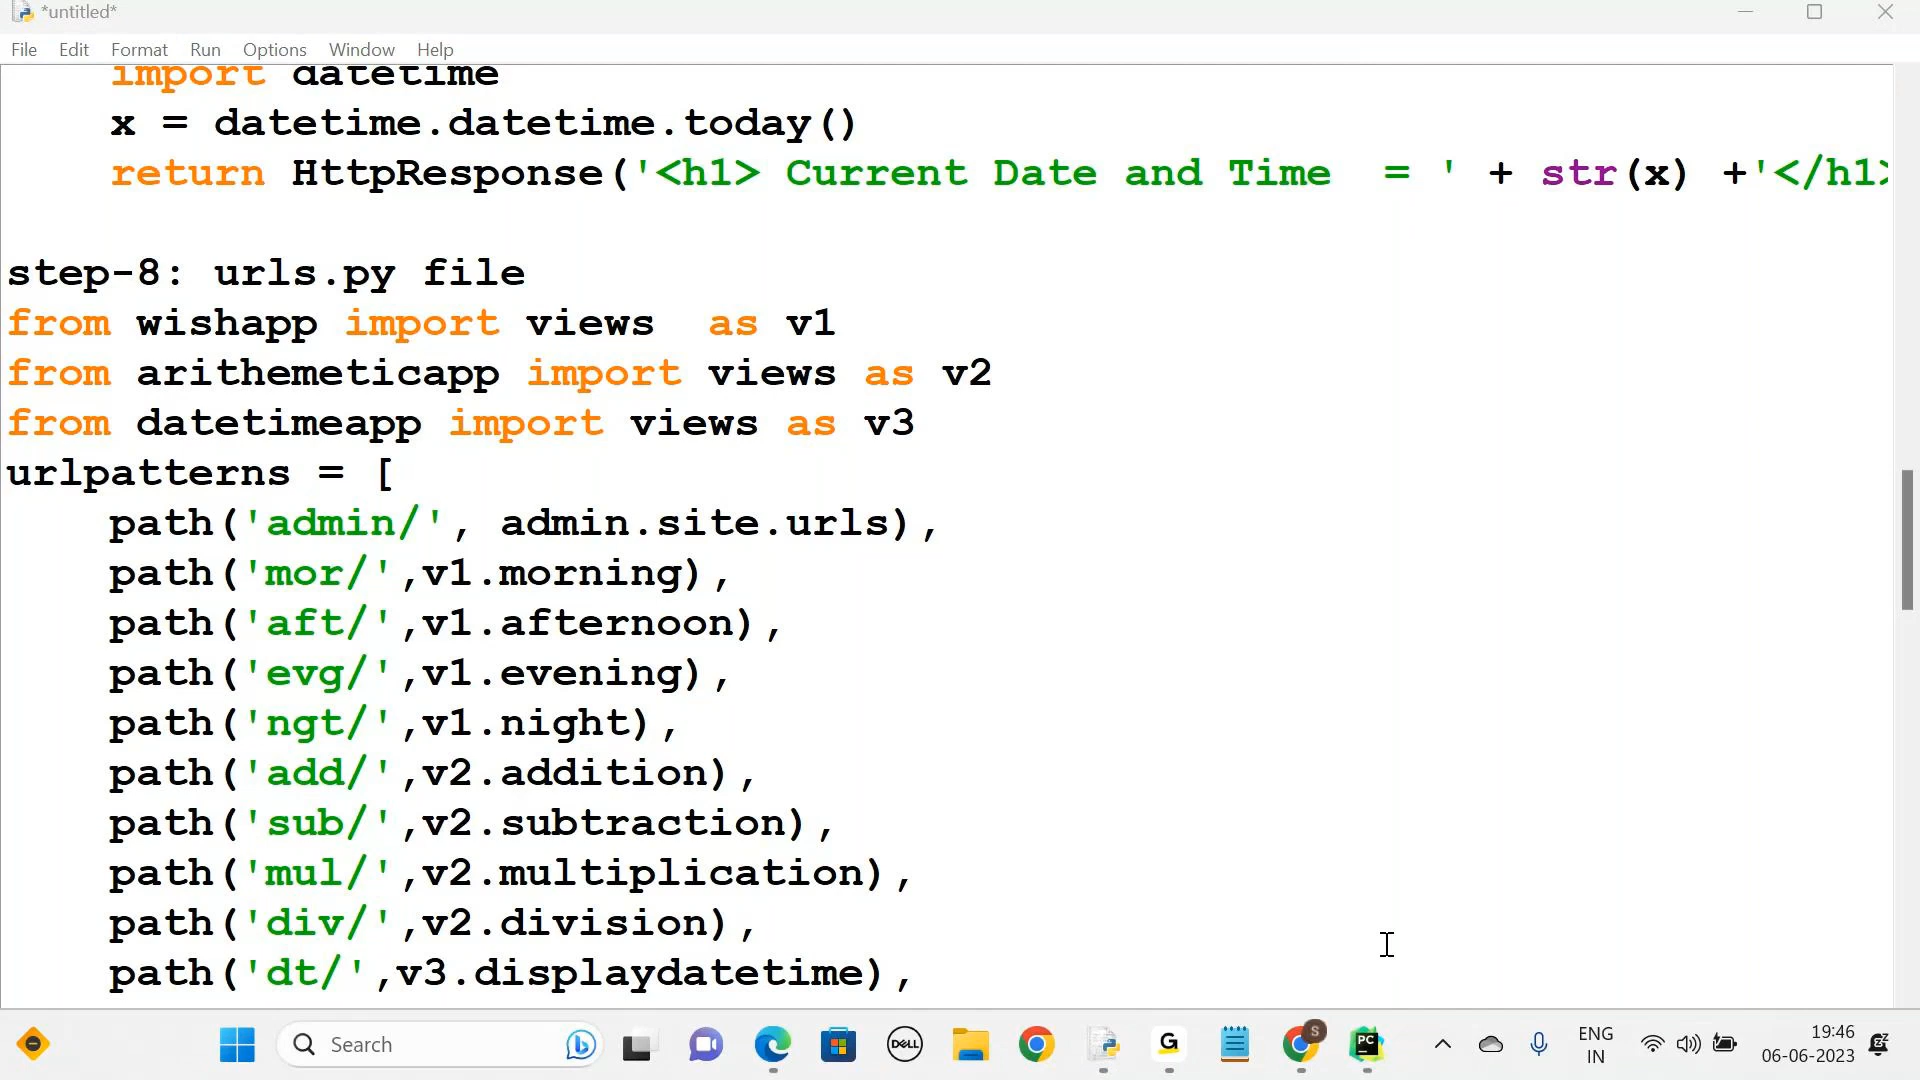 *untitled*
File Edit Format Run Options Window Help
import datetime
x = datetime.datetime.today()
return HttpResponse('<h1> Current Date and Time  = ' + str(x) +'</h1>
step-8: urls.py file
from wishapp import views  as v1
from arithemeticapp import views as v2
from datetimeapp import views as v3
urlpatterns = [
path('admin/', admin.site.urls),
path('mor/',v1.morning),
path('aft/',v1.afternoon),
path('evg/',v1.evening),
path('ngt/',v1.night),
path('add/',v2.addition),
path('sub/',v2.subtraction),
path('mul/',v2.multiplication),
path('div/',v2.division),
path('dt/',v3.displaydatetime),
Search
DELL
G
S
PC
ENG
IN
19:46
06-06-2023